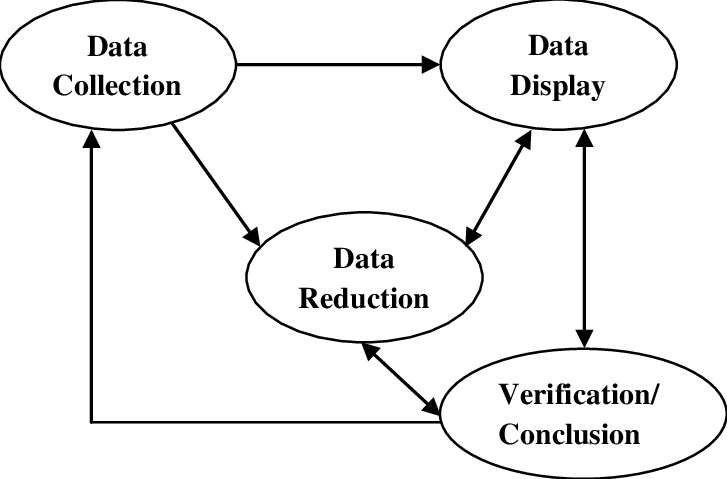 Data
Collection
Data
Display
Data
Reduction
Verification/
Conclusion